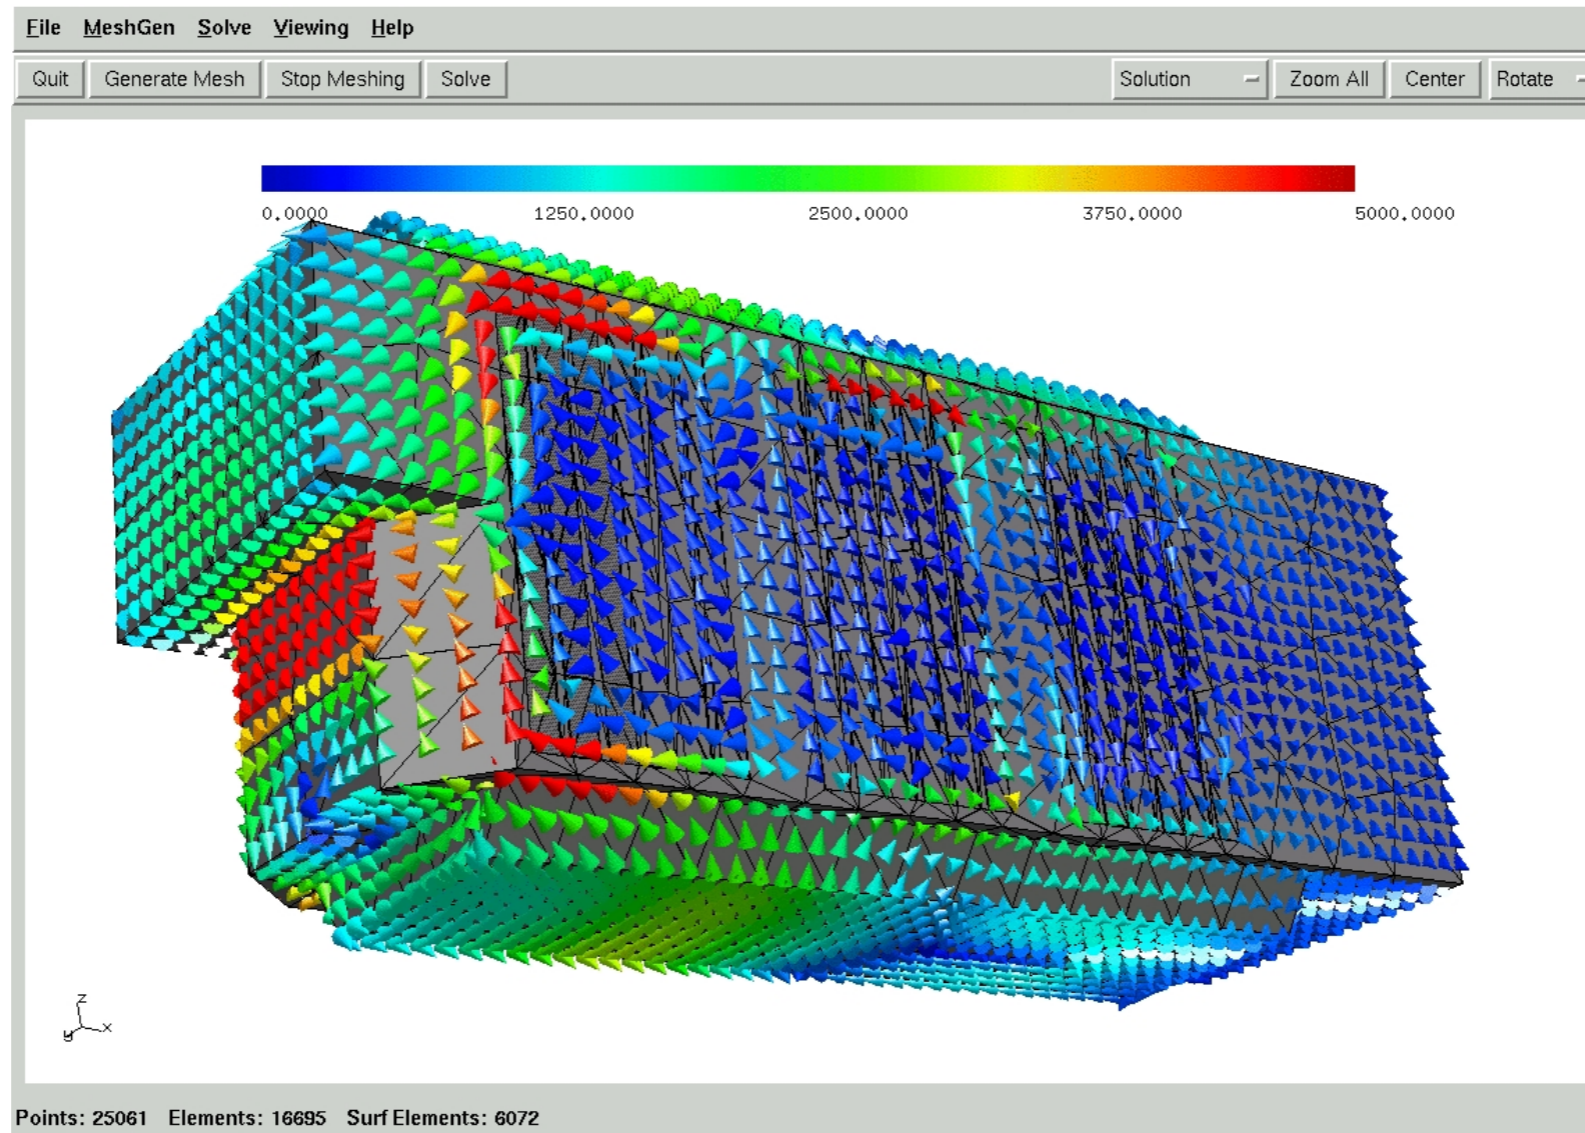 File MeshGen Solve Viewing Help
Quit Generate Mesh Stop Meshing Solve Solution Zoom All Center Rotate
0.0000 1250.0000 2500.0000 3750.0000 5000.0000
z
y x
Points: 25061 Elements: 16695 Surf Elements: 6072